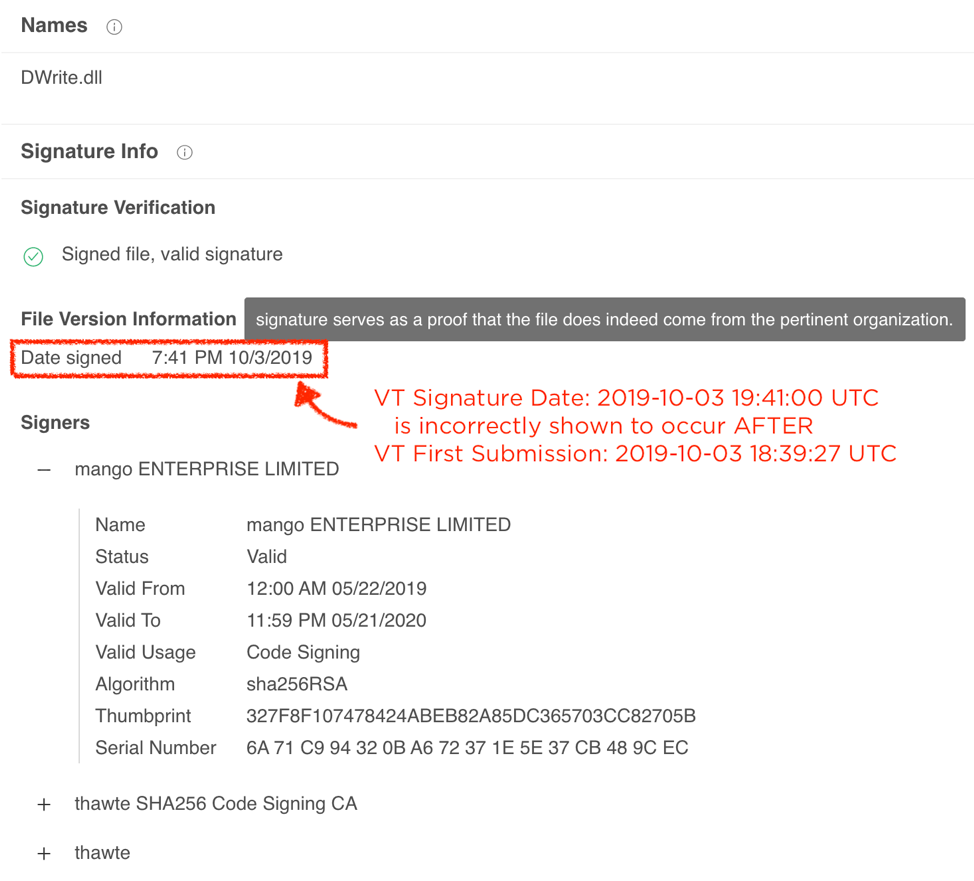 Names
DWrite.dll
Signature Info
Signature Verification
Signed file, valid signature
File Version Information
signature serves as a proof that the file does indeed come from the pertinent organization.
Date signed 7:41 PM 10/3/2019
VT Signature Date: 2019-10-03 19:41:00 UTC
is incorrectly shown to occur AFTER
VT First Submission: 2019-10-03 18:39:27 UTC
Signers
mango ENTERPRISE LIMITED
Name mango ENTERPRISE LIMITED
Status Valid
Valid From 12:00 AM 05/22/2019
Valid To 11:59 PM 05/21/2020
Valid Usage Code Signing
Algorithm sha256RSA
Thumbprint 327F8F107478424ABEB82A85DC365703CC82705B
Serial Number 6A 71 C9 94 32 0B A6 72 37 1E 5E 37 CB 48 9C EC
+ thawte SHA256 Code Signing CA
+ thawte